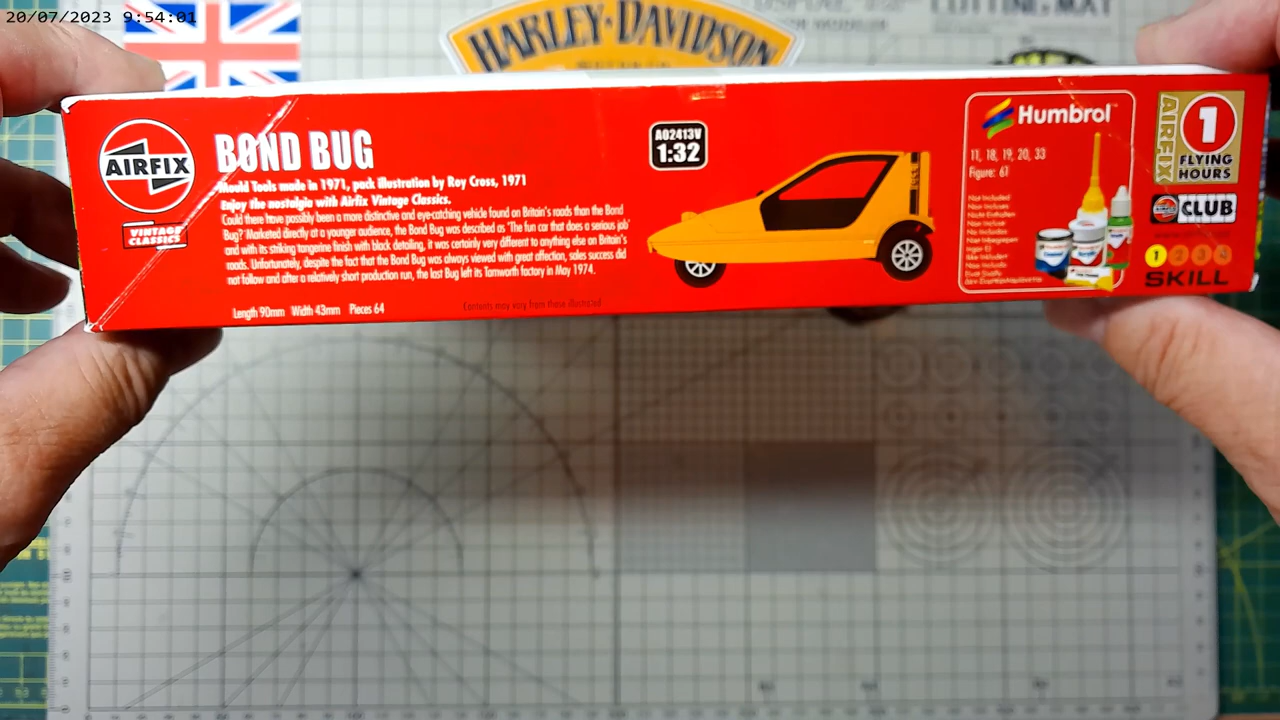 20/07/2023 9:54:01
HARLEY-DAVIDSON
CUTTING MAT
AIRFIX
VINTAGE
CLASSICS
BOND BUG
Mould Tools made in 1971, pack illustration by Roy Cross, 1971
Enjoy the nostalgia with Airfix Vintage Classics.
Could there have possibly been a more distinctive and eye-catching vehicle found on Britain's roads than the Bond
Bug? Marketed directly at a younger audience, the Bond Bug was described as 'The fun car that does a serious job'
and with its striking tangerine finish with black detailing, it was certainly very different to anything else on Britain's
roads. Unfortunately, despite the fact that the Bond Bug was always viewed with great affection, sales success did
not follow and after a relatively short production run, the last Bug left its Tamworth factory in May 1974.
Length 90mm Width 43mm Pieces 64
Contents may vary from those illustrated
A02413V
1:32
Humbrol
11, 18, 19, 20, 33
Figure: 61
Not Included
AIRFIX
1
FLYING
HOURS
CLUB
1 2 3 4
SKILL